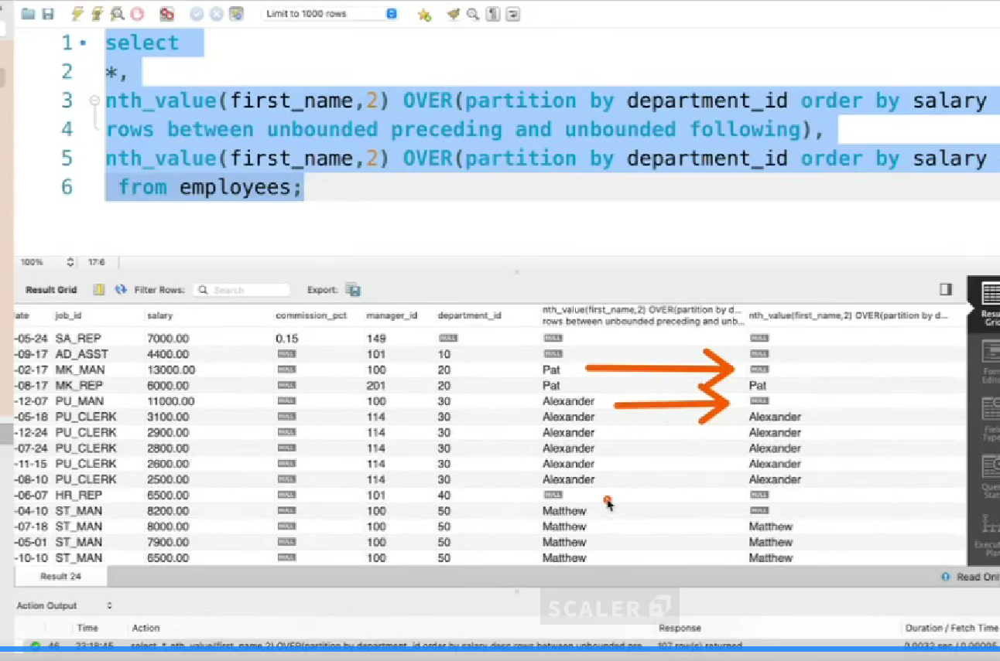 Limit to 1000 rows
1 select
2 *,
3 nth_value(first_name,2) OVER(partition by department_id order by salary
4 rows between unbounded preceding and unbounded following),
5 nth_value(first_name,2) OVER(partition by department_id order by salary
6 from employees;
100% 17:6
Result Grid Filter Rows: Search Export:
ate job_id salary commission_pct manager_id department_id nth_value(first_name,2) OVER(partition by d... nth_value(first_name,2) OVER(partition by d...
rows between unbounded preceding and unb...
-05-24 SA_REP 7000.00 0.15 149 NULL NULL NULL
-09-17 AD_ASST 4400.00 NULL 101 10 NULL NULL
-02-17 MK_MAN 13000.00 NULL 100 20 Pat NULL
-08-17 MK_REP 6000.00 NULL 201 20 Pat Pat
-12-07 PU_MAN 11000.00 NULL 100 30 Alexander NULL
-05-18 PU_CLERK 3100.00 NULL 114 30 Alexander Alexander
-12-24 PU_CLERK 2900.00 NULL 114 30 Alexander Alexander
-07-24 PU_CLERK 2800.00 NULL 114 30 Alexander Alexander
-11-15 PU_CLERK 2600.00 NULL 114 30 Alexander Alexander
-08-10 PU_CLERK 2500.00 NULL 114 30 Alexander Alexander
-06-07 HR_REP 6500.00 NULL 101 40 NULL NULL
-04-10 ST_MAN 8200.00 NULL 100 50 Matthew NULL
-07-18 ST_MAN 8000.00 NULL 100 50 Matthew Matthew
-05-01 ST_MAN 7900.00 NULL 100 50 Matthew Matthew
-10-10 ST_MAN 6500.00 NULL 100 50 Matthew Matthew
Resu
Grid
Form
Edito
Field
Type
Quer
Stat
Execut
Plan
Result 24 Read Onl
Action Output
SCALER
Time Action Response Duration / Fetch Time
46 23:18:45 select *, nth_value(first_name,2) OVER(partition by department_id order by salary desc rows between unbounded pre... 107 row(s) returned